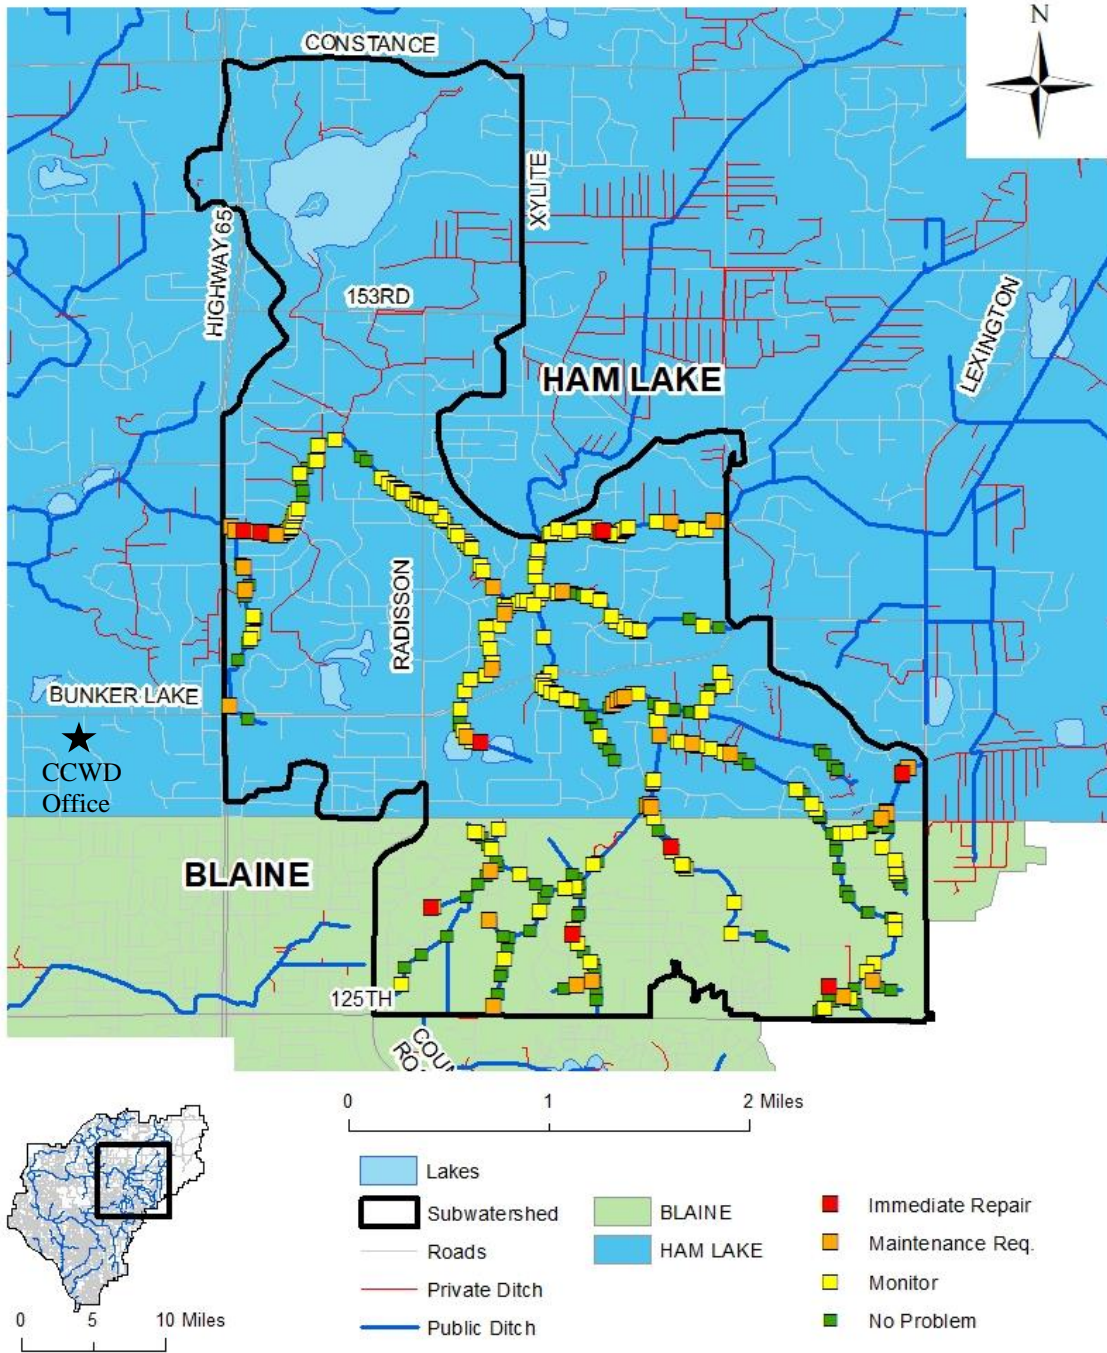 N
CONSTANCE
XYLITE
HIGHWAY 65
153RD
LEXINGTON
HAM LAKE
RADISSON
BUNKER LAKE
CCWD
Office
BLAINE
125TH
0 1 2 Miles
Lakes
Subwatershed
Roads
Private Ditch
Public Ditch
BLAINE
HAM LAKE
Immediate Repair
Maintenance Req.
Monitor
No Problem
0 5 10 Miles